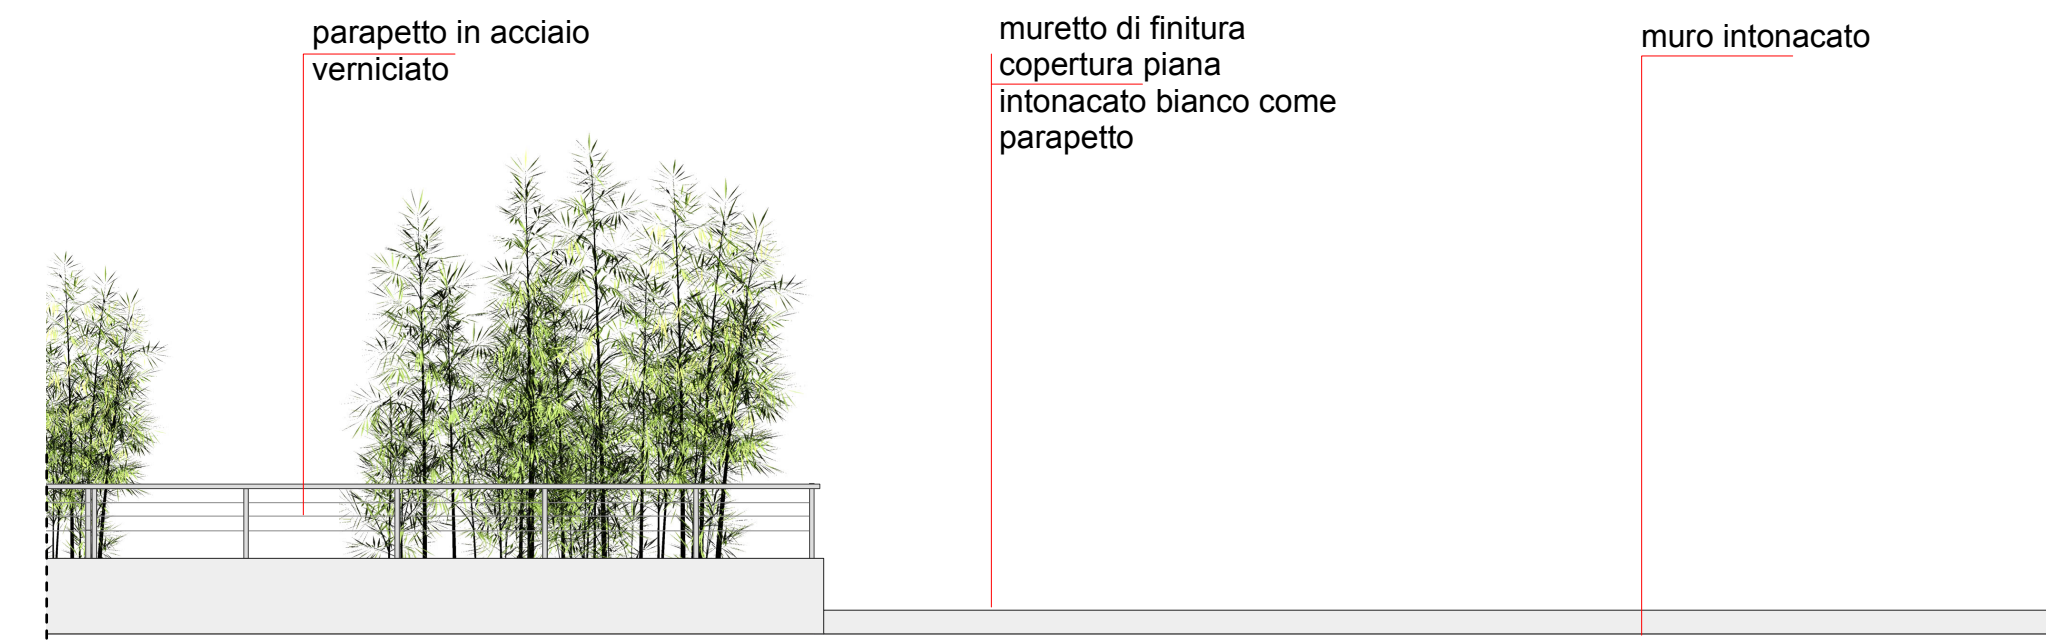 parapetto in acciaio
verniciato
muretto di finitura
copertura piana
intonacato bianco come
parapetto
muro intonacato